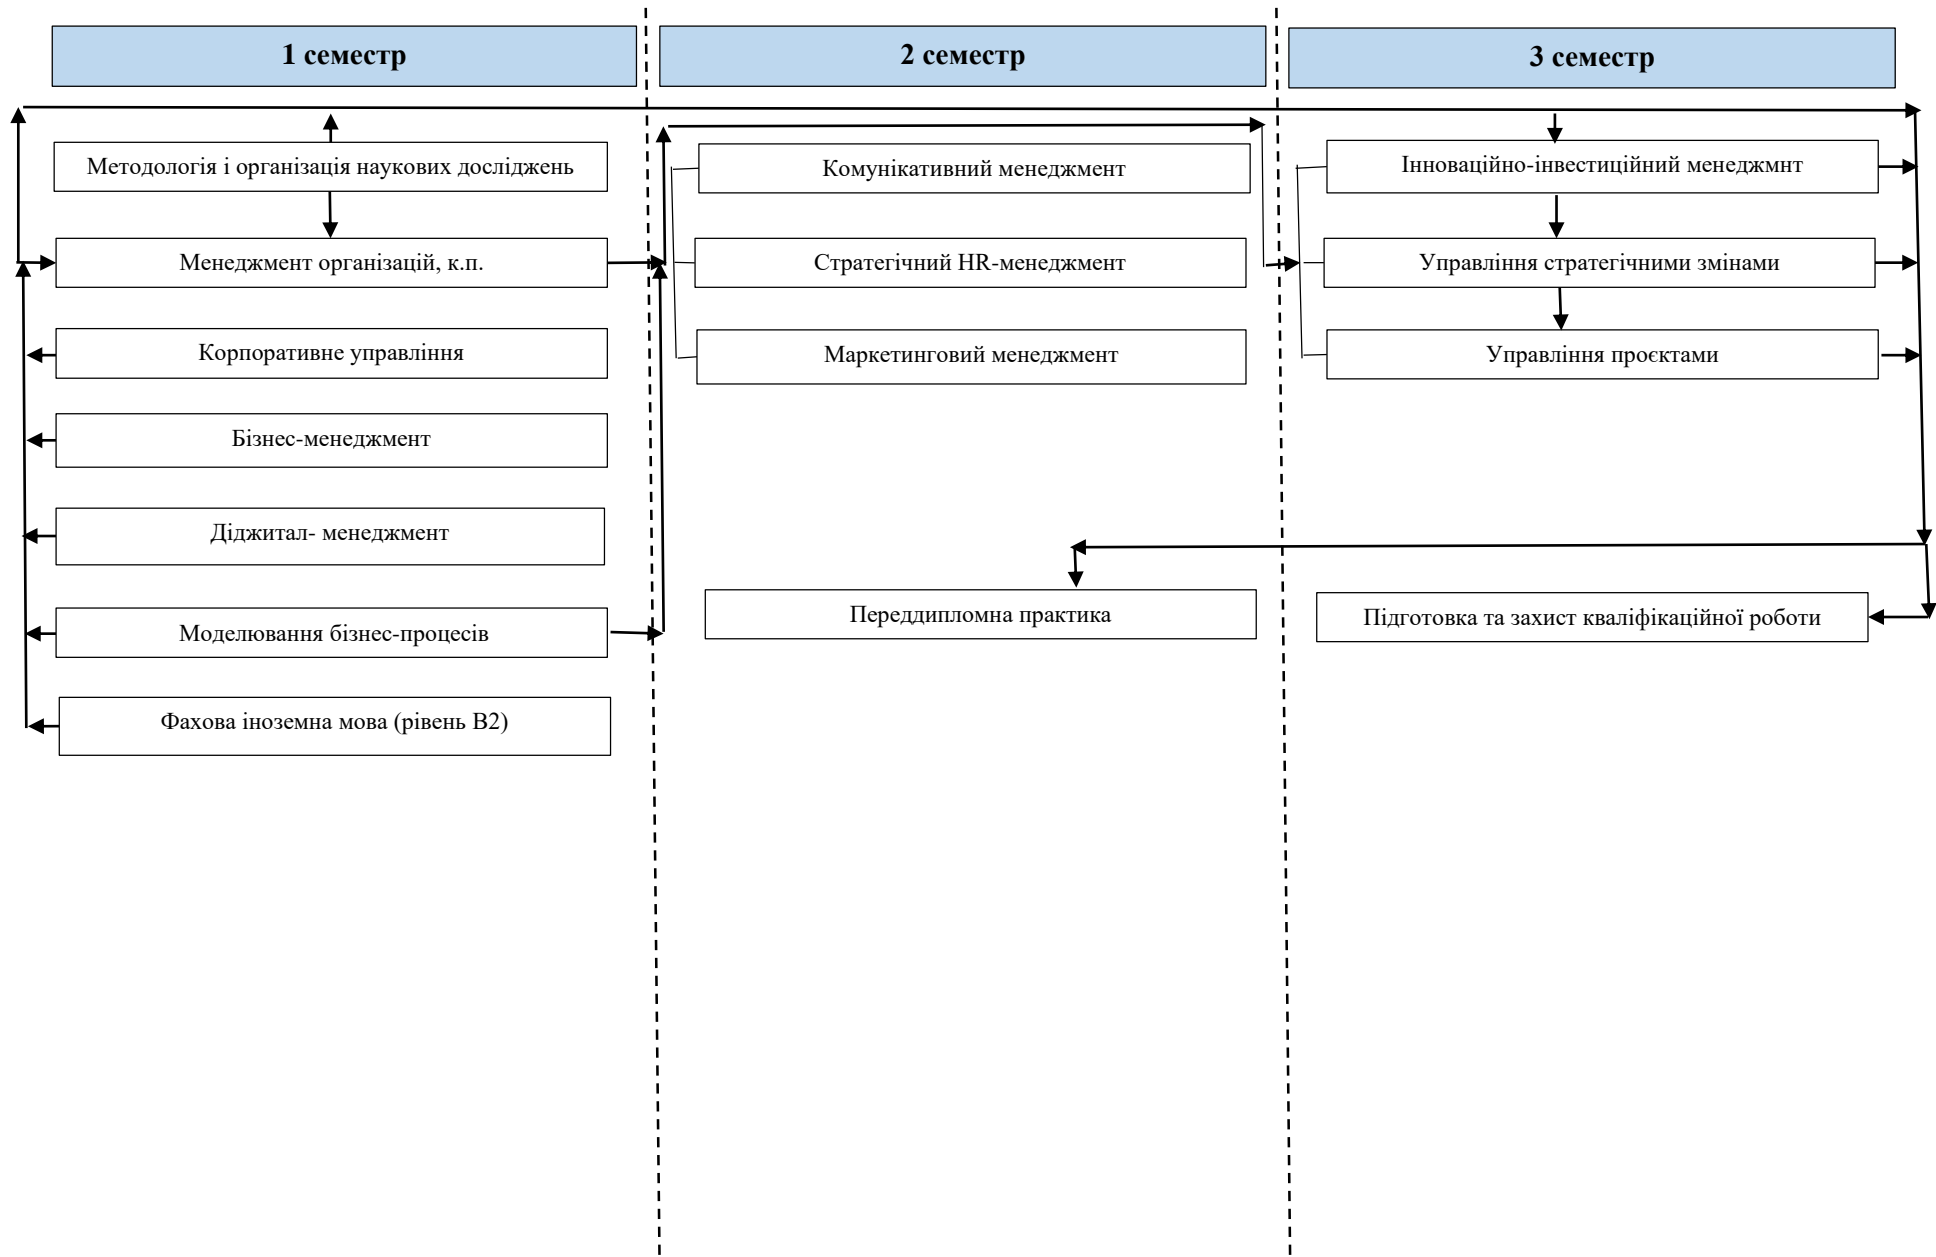 1 семестр
2 семестр
3 семестр
Методологія і організація наукових досліджень
Менеджмент організацій, к.п.
Корпоративне управління
Бізнес-менеджмент
Діджитал- менеджмент
Моделювання бізнес-процесів
Фахова іноземна мова (рівень В2)
Комунікативний менеджмент
Стратегічний HR-менеджмент
Маркетинговий менеджмент
Переддипломна практика
Інноваційно-інвестиційний менеджмнт
Управління стратегічними змінами
Управління проєктами
Підготовка та захист кваліфікаційної роботи